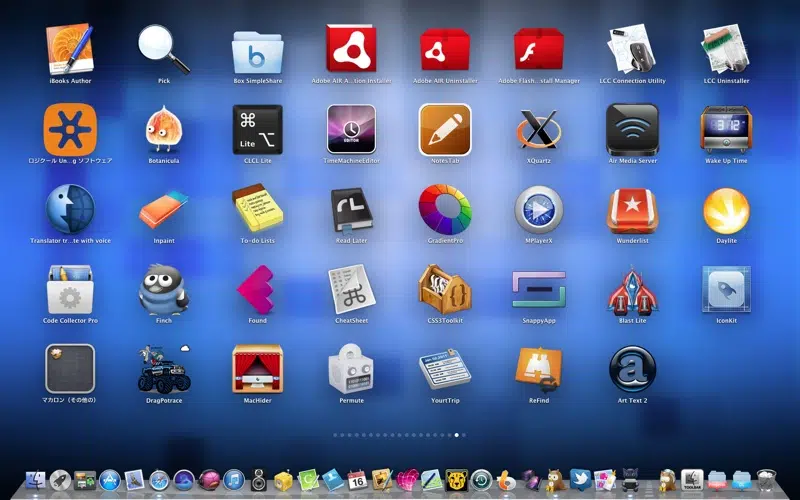 iBooks Author
Pick
Box SimpleShare
Adobe AIR A...tion Installer
Adobe AIR Uninstaller
Adobe Flash...stall Manager
LCC Connection Utility
LCC Uninstaller
ロジクール Un...g ソフトウェア
Botanicula
Lite
CLCL Lite
EDITOR
TimeMachineEditor
NotesTab
XQuartz
Air Media Server
3:12
Wake Up Time
Translator tr...te with voice
Inpaint
To-do Lists
Read Later
GradientPro
MPlayerX
Wunderlist
Daylite
Code Collector Pro
Finch
Found
CheatSheet
CSS3Toolkit
SnappyApp
Blast Lite
IconKit
マカロン（その他の）
DragPotrace
MacHider
Permute
YourtTrip
ReFind
Art Text 2
16